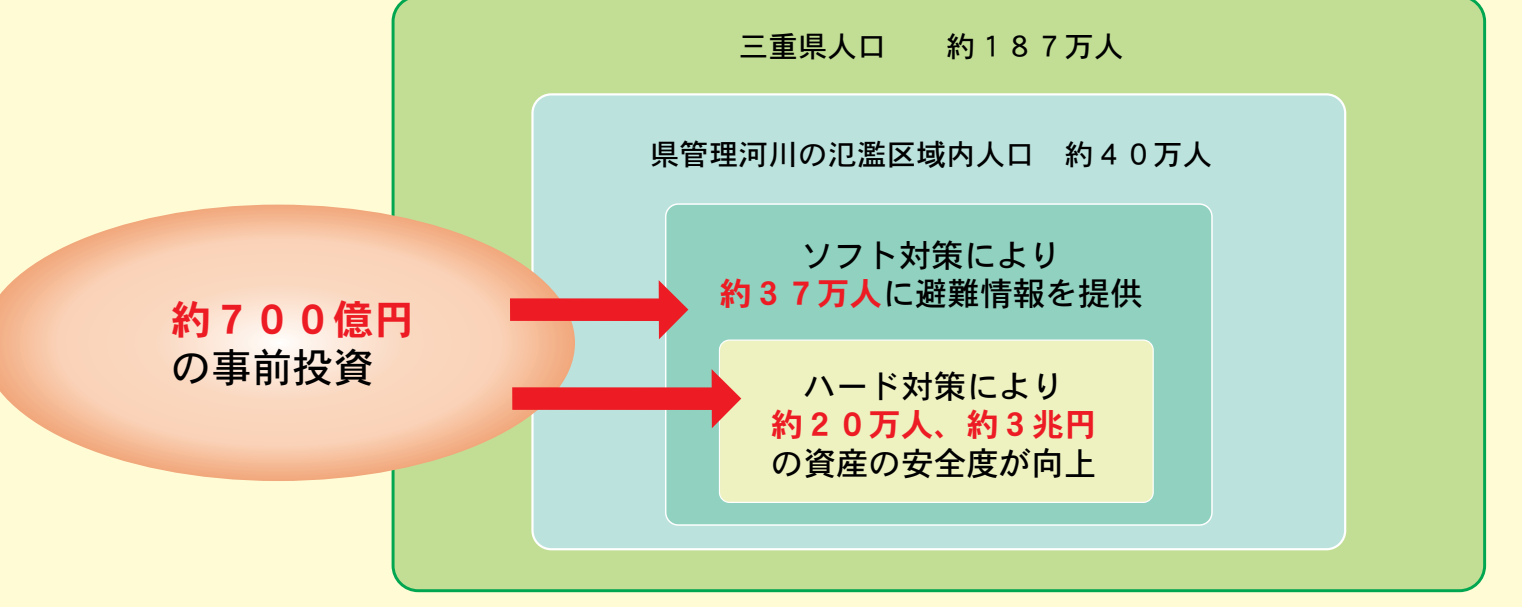 三重県人口　　約１８７万人
県管理河川の氾濫区域内人口　約４０万人
ソフト対策により
約３７万人に避難情報を提供
約７００億円
の事前投資
ハード対策により
約２０万人、約３兆円
の資産の安全度が向上